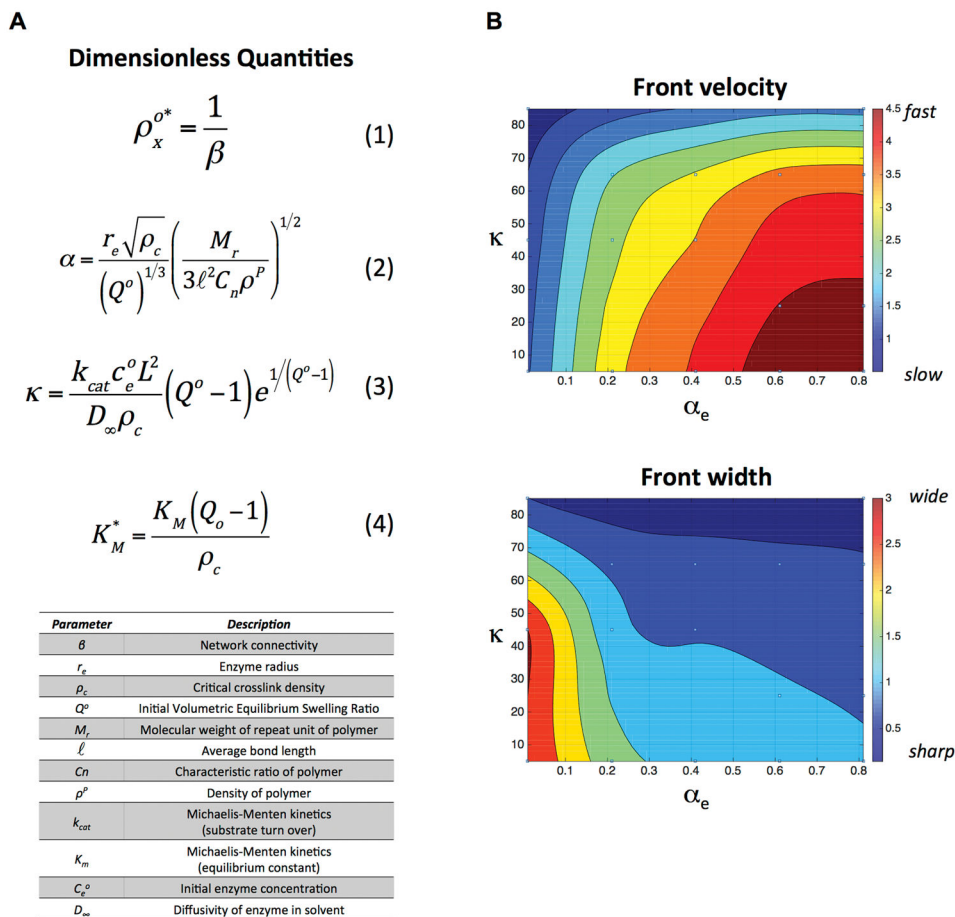 A
Dimensionless Quantities
ρ_x^{o*} = 1/β (1)
α = (r_e √ρ_c / (Q^o)^{1/3}) (M_r / (3ℓ²C_nρ^P))^{1/2} (2)
κ = (k_{cat} c_e^o L² / (D_∞ ρ_c)) (Q^o − 1) e^{1/(Q^o−1)} (3)
K_M^* = K_M(Q_o − 1) / ρ_c (4)
Parameter Description
β Network connectivity
r_e Enzyme radius
ρ_c Critical crosslink density
Q^o Initial Volumetric Equilibrium Swelling Ratio
M_r Molecular weight of repeat unit of polymer
ℓ Average bond length
Cn Characteristic ratio of polymer
ρ^P Density of polymer
k_{cat} Michaelis-Menten kinetics
(substrate turn over)
K_m Michaelis-Menten kinetics
(equilibrium constant)
C_e^o Initial enzyme concentration
D_∞ Diffusivity of enzyme in solvent
B
Front velocity
80
70
60
50
40
30
20
10
κ
0.1 0.2 0.3 0.4 0.5 0.6 0.7 0.8
α_e
4.5
4
3.5
3
2.5
2
1.5
1
fast
slow
Front width
80
70
60
50
40
30
20
10
κ
0.1 0.2 0.3 0.4 0.5 0.6 0.7 0.8
α_e
3
2.5
2
1.5
1
0.5
wide
sharp